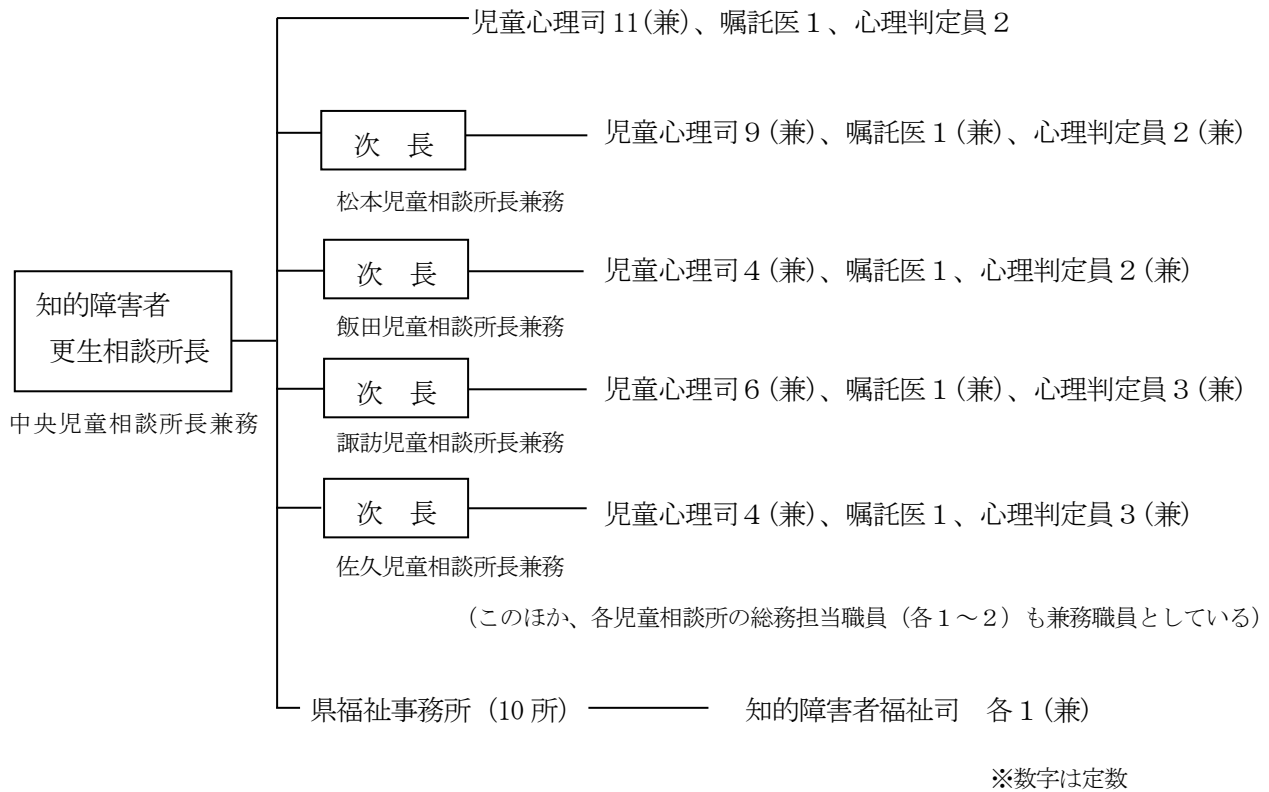 児童心理司 11(兼)、嘱託医１、心理判定員２
次　長
児童心理司９(兼)、嘱託医１(兼)、心理判定員２(兼)
松本児童相談所長兼務
次　長
児童心理司４(兼)、嘱託医１、心理判定員２(兼)
飯田児童相談所長兼務
知的障害者
更生相談所長
中央児童相談所長兼務
次　長
児童心理司６(兼)、嘱託医１(兼)、心理判定員３(兼)
諏訪児童相談所長兼務
次　長
児童心理司４(兼)、嘱託医１、心理判定員３(兼)
佐久児童相談所長兼務
（このほか、各児童相談所の総務担当職員（各１～２）も兼務職員としている）
県福祉事務所（10 所）
知的障害者福祉司　各１(兼)
※数字は定数